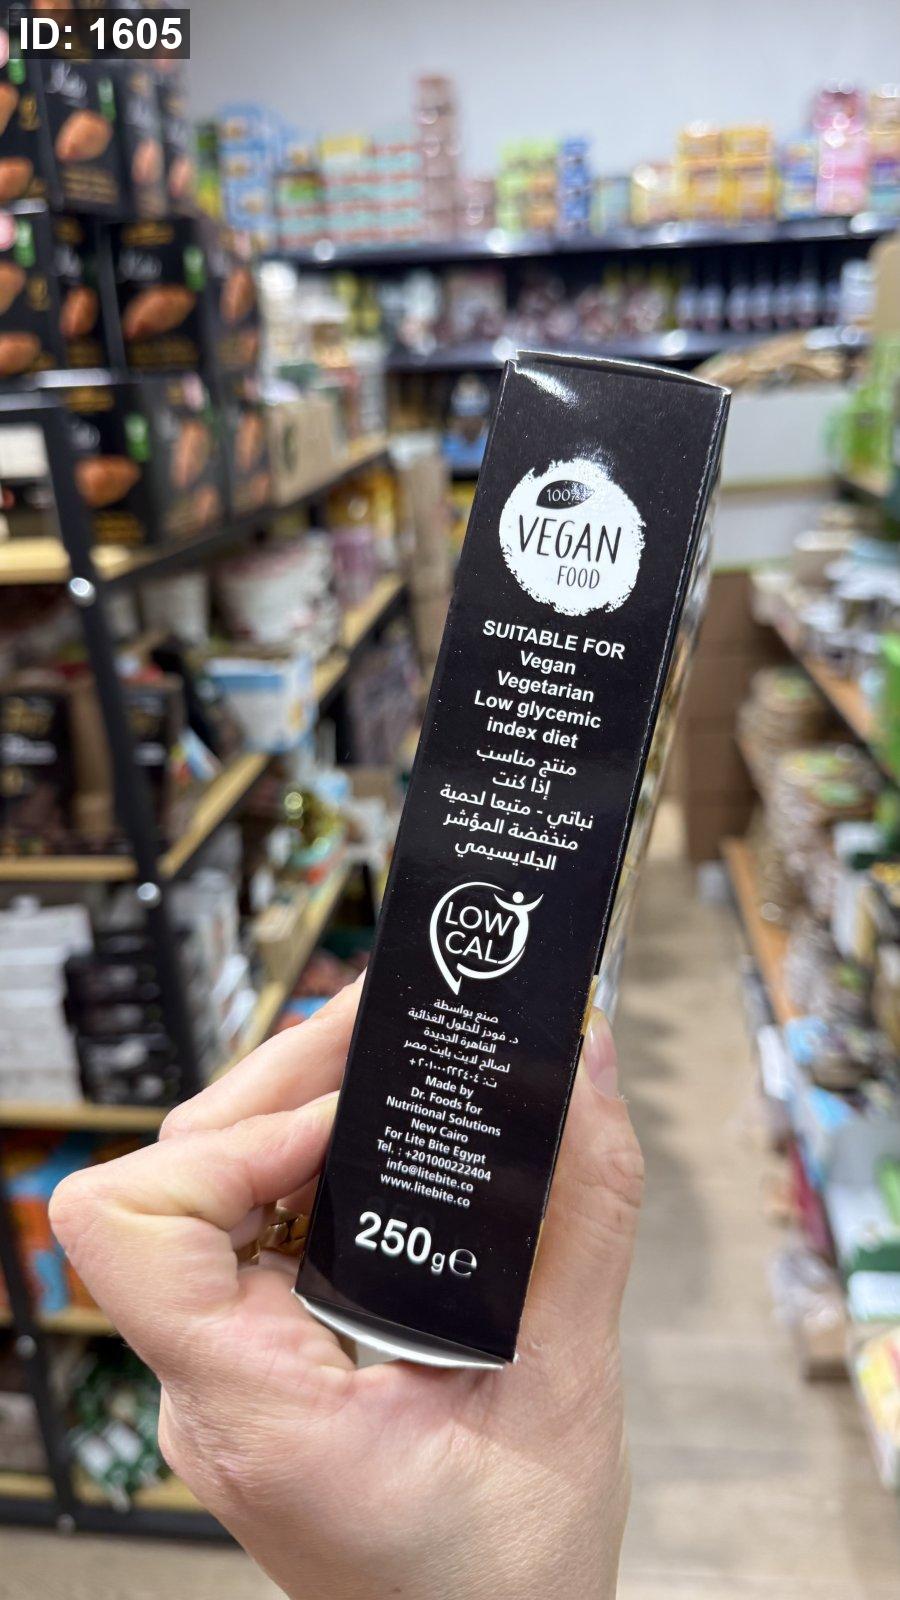 ID: 1605
100%
VEGAN
FOOD
SUITABLE FOR
Vegan
Vegetarian
Low glycemic
index diet
منتج مناسب
إذا كنت
نباتي - متبعا لحمية
منخفضة المؤشر
الجلايسيمي
LOW
CAL
صنع بواسطة
د. فودز للحلول الغذائية
القاهرة الجديدة
لصالح لايت بايت مصر
ت: ٢٠١٠٠٠٢٢٢٤٠٤+
Made by
Dr. Foods for
Nutritional Solutions
New Cairo
For Lite Bite Egypt
Tel. : +201000222404
info@litebite.co
www.litebite.co
250g℮